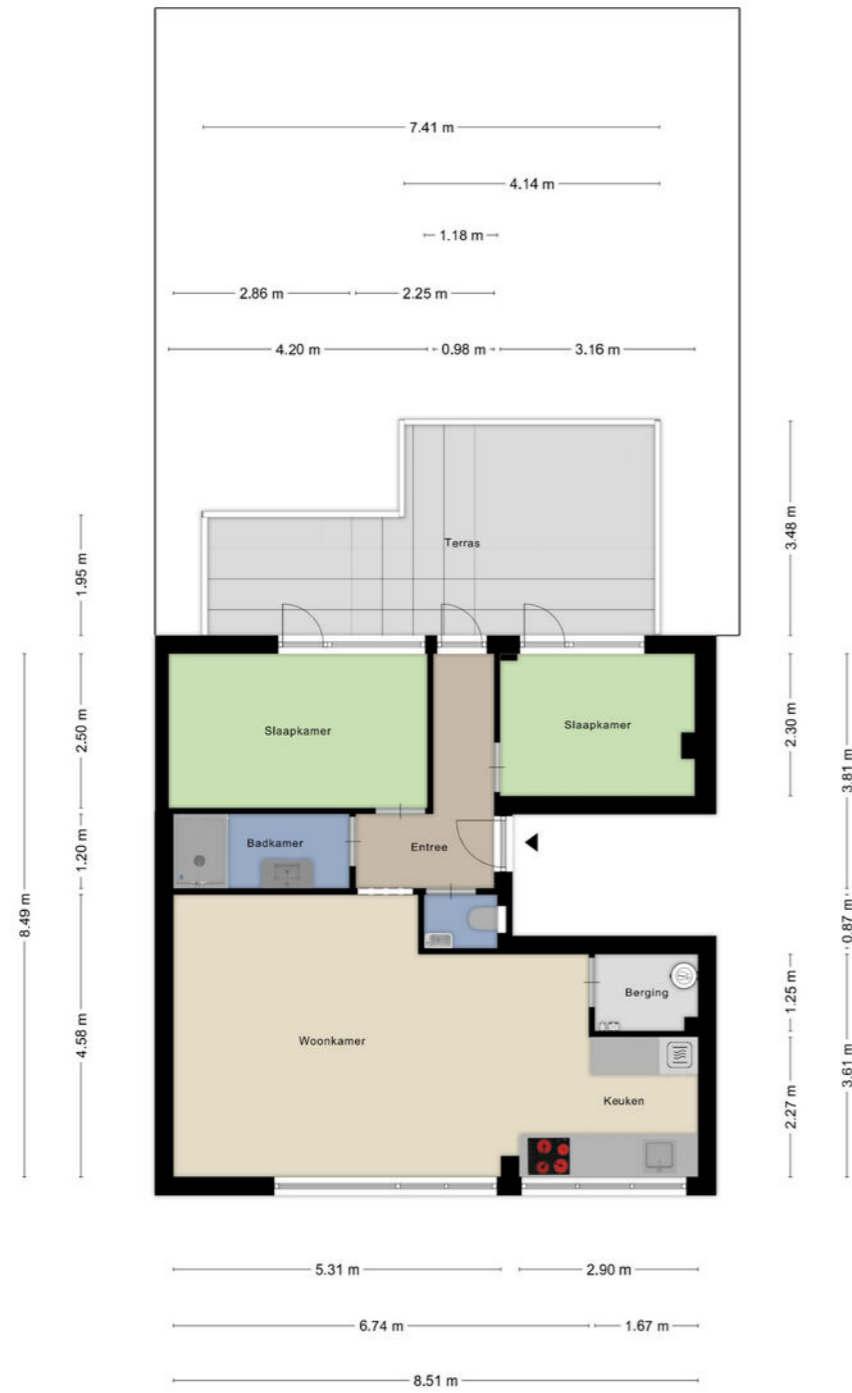 7.41 m
4.14 m
1.18 m
2.86 m 2.25 m
4.20 m 0.98 m 3.16 m
3.48 m
Terras
1.95 m
2.50 m
2.30 m
Slaapkamer
Slaapkamer
3.81 m
1.20 m
Badkamer
Entree
8.49 m
0.87 m
1.25 m
Berging
4.58 m
Woonkamer
3.61 m
2.27 m
Keuken
5.31 m 2.90 m
6.74 m 1.67 m
8.51 m